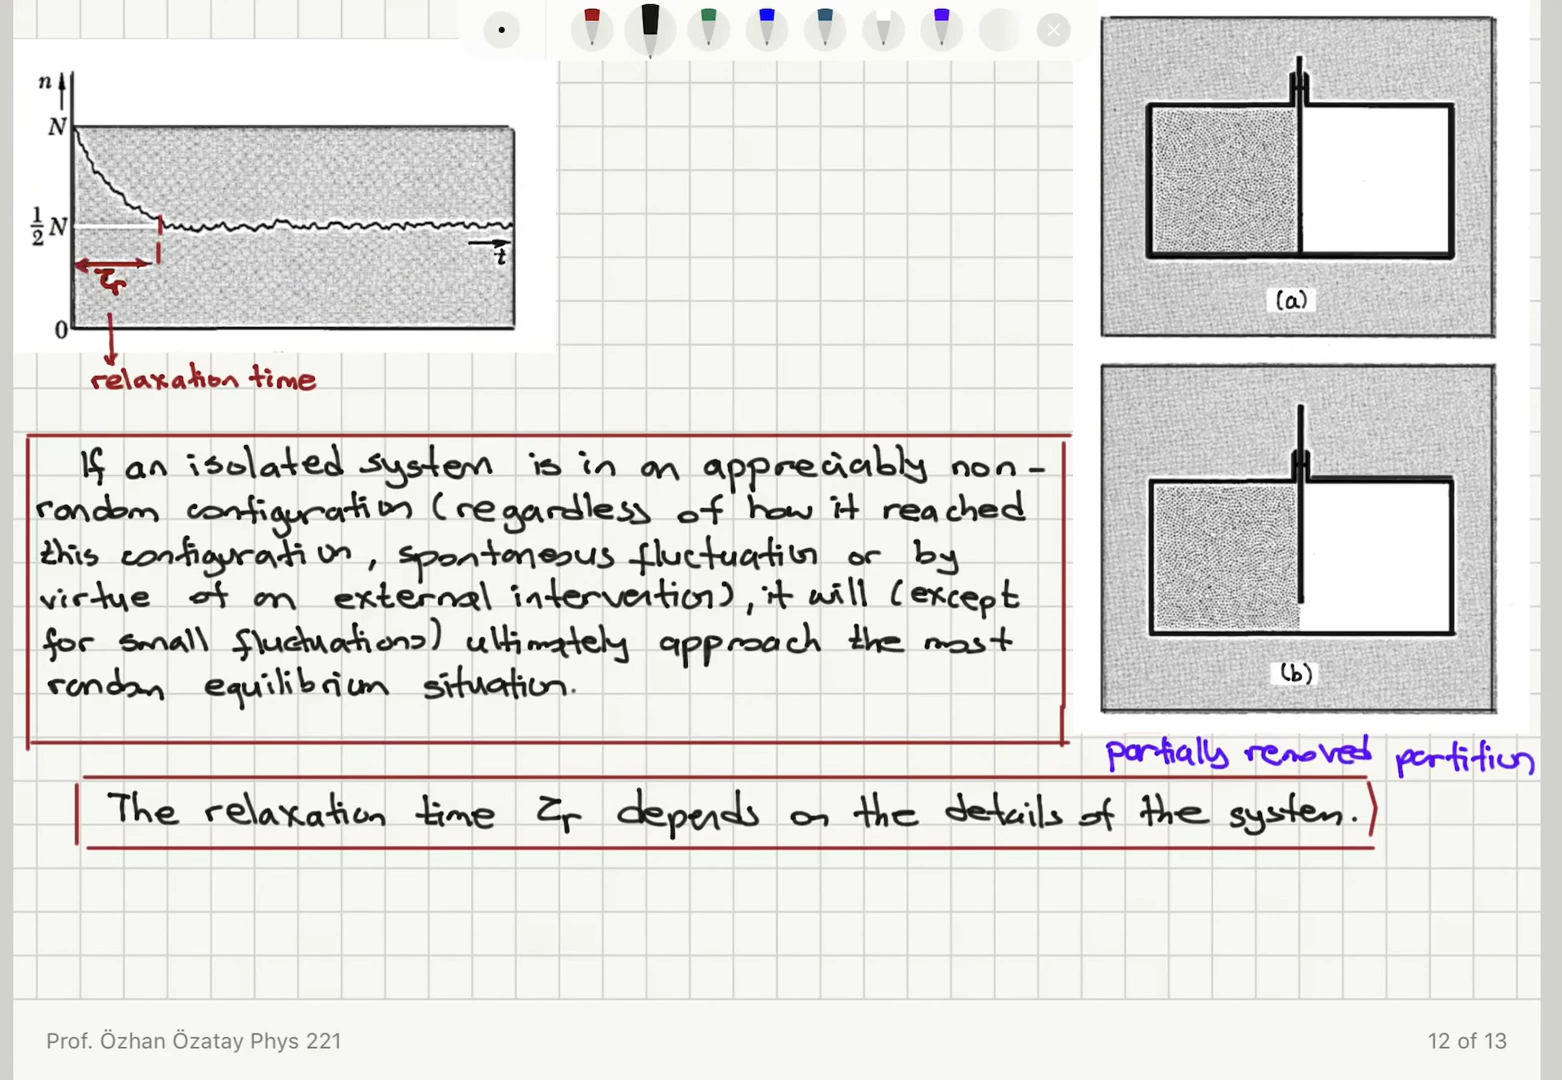 n
N
1/2 N
t
τr
0
relaxation time
(a)
If an isolated system is in an appreciably non-
random configuration (regardless of how it reached
this configuration, spontaneous fluctuation or by
virtue of an external intervention), it will (except
for small fluctuations) ultimately approach the most
random equilibrium situation.
(b)
partially removed partition
The relaxation time τr depends on the details of the system.
Prof. Özhan Özatay Phys 221
12 of 13